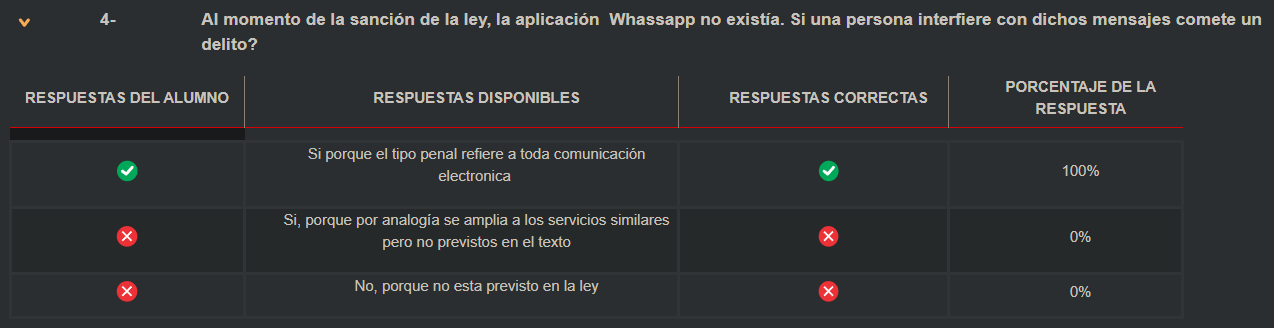 4- Al momento de la sanción de la ley, la aplicación Whassapp no existía. Si una persona interfiere con dichos mensajes comete un
delito?
RESPUESTAS DEL ALUMNO RESPUESTAS DISPONIBLES RESPUESTAS CORRECTAS PORCENTAJE DE LA
RESPUESTA
Si porque el tipo penal refiere a toda comunicación
electronica
100%
Si, porque por analogía se amplia a los servicios similares
pero no previstos en el texto
0%
No, porque no esta previsto en la ley
0%